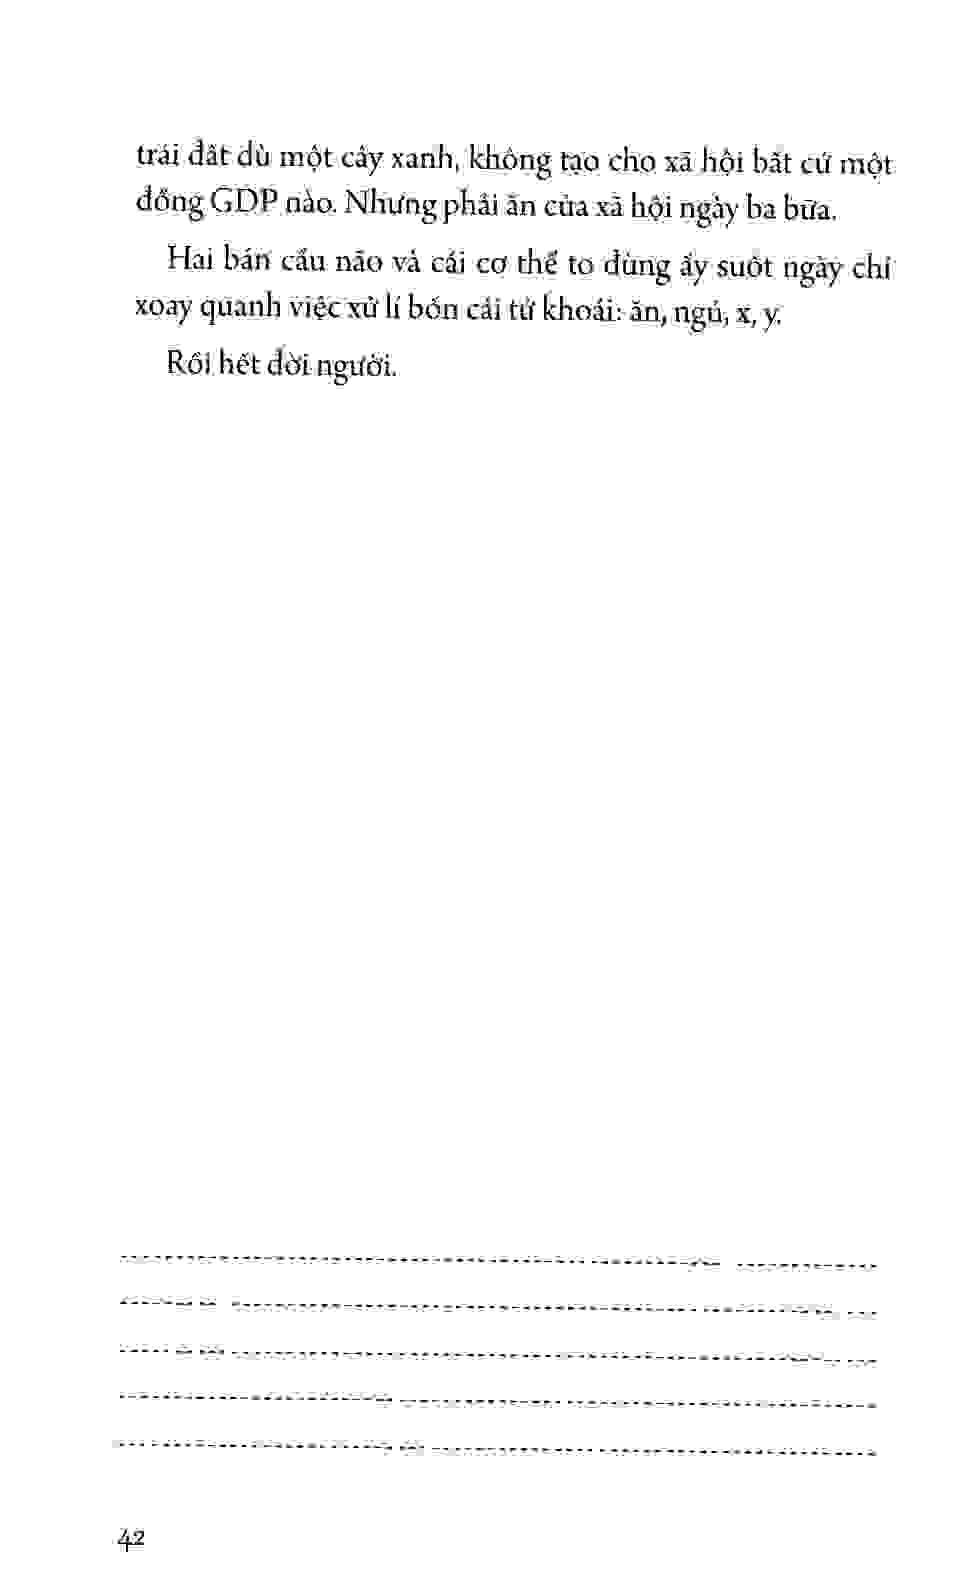 trái đất dù một cây xanh, không tạo cho xã hội bất cứ một
đồng GDP nào. Nhưng phải ăn của xã hội ngày ba bữa.
Hai bán cầu não và cái cơ thể to đùng ấy suốt ngày chỉ
xoay quanh việc xử lí bốn cái tứ khoái: ăn, ngủ, x, y.
Rồi hết đời người.
42